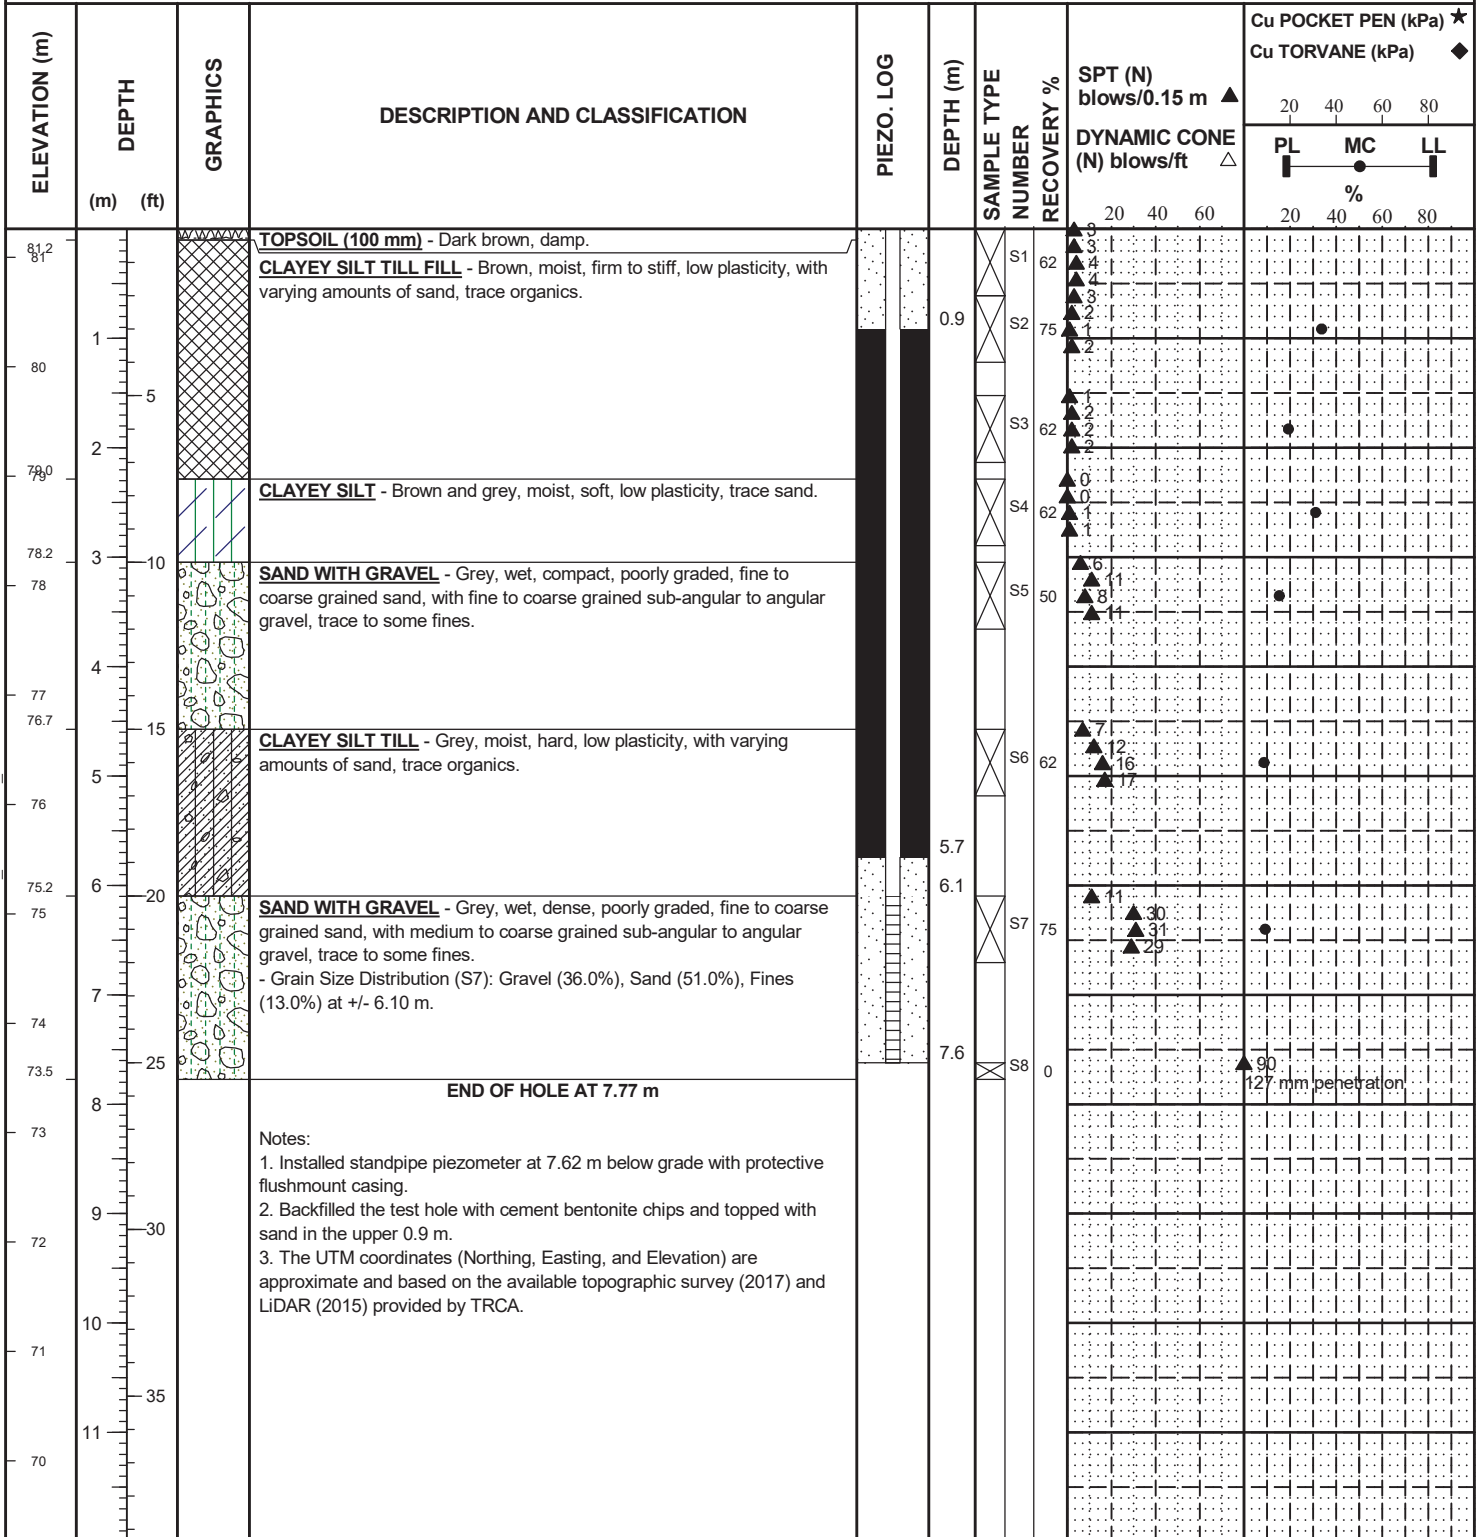 ELEVATION (m)
DEPTH
(m) (ft)
GRAPHICS
DESCRIPTION AND CLASSIFICATION
PIEZO. LOG
DEPTH (m)
SAMPLE TYPE
NUMBER
RECOVERY %
SPT (N)
blows/0.15 m ▲
DYNAMIC CONE
(N) blows/ft △
20 40 60
Cu POCKET PEN (kPa) ★
Cu TORVANE (kPa) ◆
20 40 60 80
PL MC LL
%
20 40 60 80
81.2
81
80
79.0
79
78.2
78
77
76.7
76
75.2
75
74
73.5
73
72
71
70
1
2
3
4
5
6
7
8
9
10
11
5
10
15
20
25
30
35
TOPSOIL (100 mm) - Dark brown, damp.
CLAYEY SILT TILL FILL - Brown, moist, firm to stiff, low plasticity, with
varying amounts of sand, trace organics.
CLAYEY SILT - Brown and grey, moist, soft, low plasticity, trace sand.
SAND WITH GRAVEL - Grey, wet, compact, poorly graded, fine to
coarse grained sand, with fine to coarse grained sub-angular to angular
gravel, trace to some fines.
CLAYEY SILT TILL - Grey, moist, hard, low plasticity, with varying
amounts of sand, trace organics.
SAND WITH GRAVEL - Grey, wet, dense, poorly graded, fine to coarse
grained sand, with medium to coarse grained sub-angular to angular
gravel, trace to some fines.
- Grain Size Distribution (S7): Gravel (36.0%), Sand (51.0%), Fines
(13.0%) at +/- 6.10 m.
END OF HOLE AT 7.77 m
Notes:
1. Installed standpipe piezometer at 7.62 m below grade with protective
flushmount casing.
2. Backfilled the test hole with cement bentonite chips and topped with
sand in the upper 0.9 m.
3. The UTM coordinates (Northing, Easting, and Elevation) are
approximate and based on the available topographic survey (2017) and
LiDAR (2015) provided by TRCA.
0.9
5.7
6.1
7.6
S1 62
S2 75
S3 62
S4 62
S5 50
S6 62
S7 75
S8 0
3
3
4
4
3
2
1
2
1
2
2
2
0
0
1
1
6
11
8
11
7
12
16
17
11
30
31
29
90
127 mm penetration